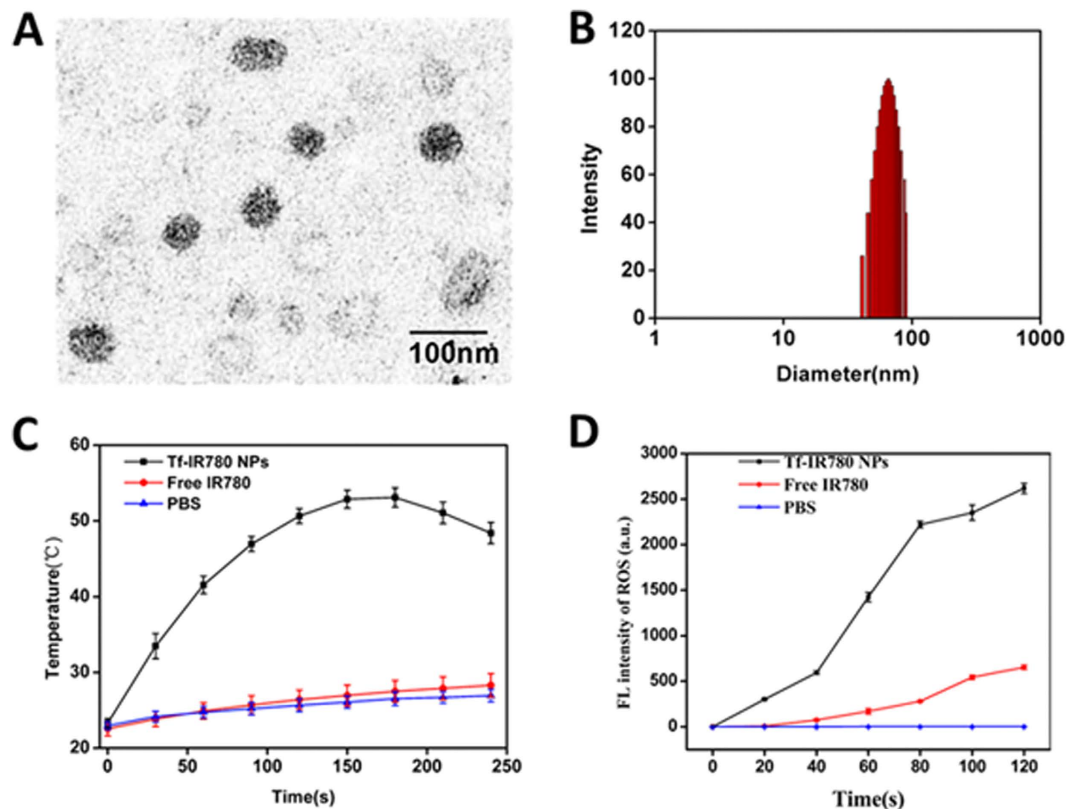 A
100nm
B
Intensity
120
100
80
60
40
20
0
1
10
100
1000
Diameter(nm)
C
Temperature(℃)
60
50
40
30
20
Tf-IR780 NPs
Free IR780
PBS
0
50
100
150
200
250
Time(s)
D
FL intensity of ROS (a.u.)
3000
2500
2000
1500
1000
500
0
Tf-IR780 NPs
Free IR780
PBS
0
20
40
60
80
100
120
Time(s)